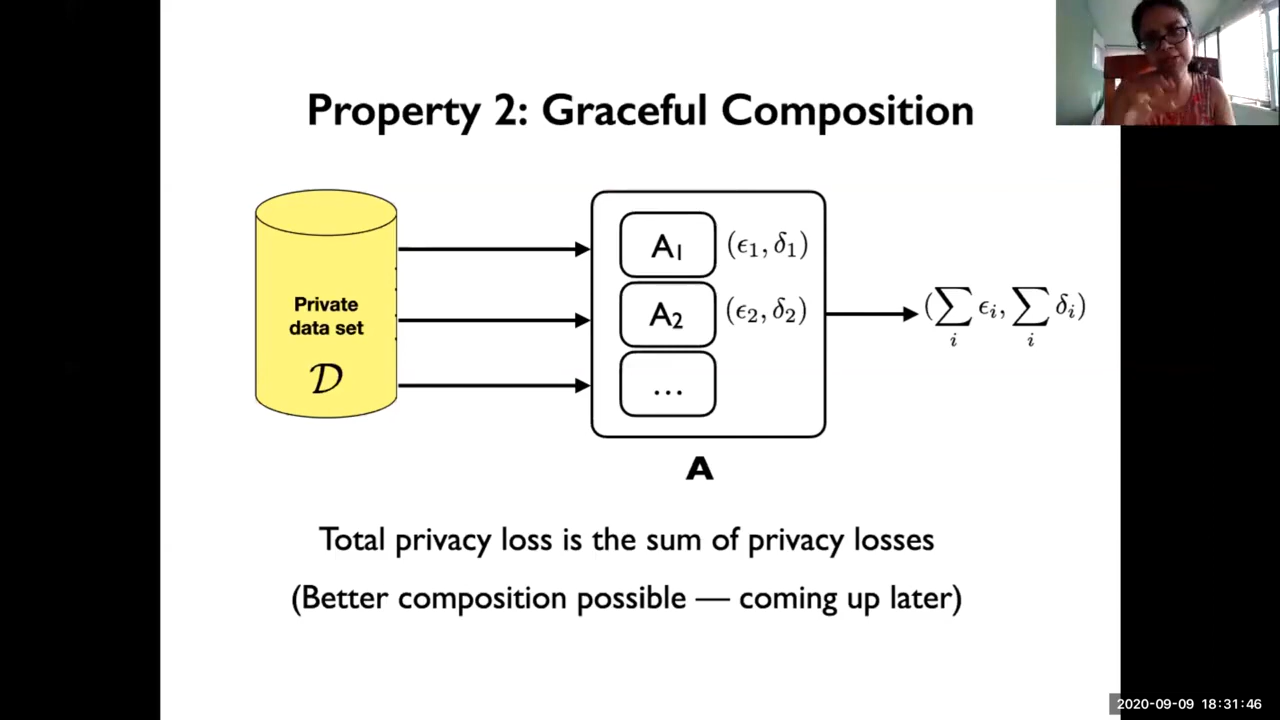 Property 2: Graceful Composition
Private
data set
𝒟
A₁ (ϵ₁, δ₁)
A₂ (ϵ₂, δ₂)
...
(∑ᵢ ϵᵢ, ∑ᵢ δᵢ)
A
Total privacy loss is the sum of privacy losses
(Better composition possible — coming up later)
2020-09-09 18:31:46